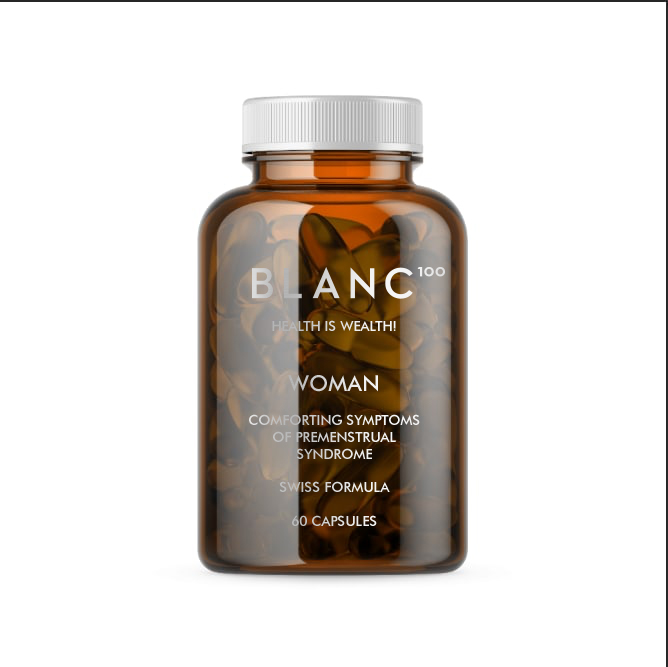 BLANC¹⁰⁰
HEALTH IS WEALTH!
WOMAN
COMFORTING SYMPTOMS
OF PREMENSTRUAL
SYNDROME
SWISS FORMULA
60 CAPSULES